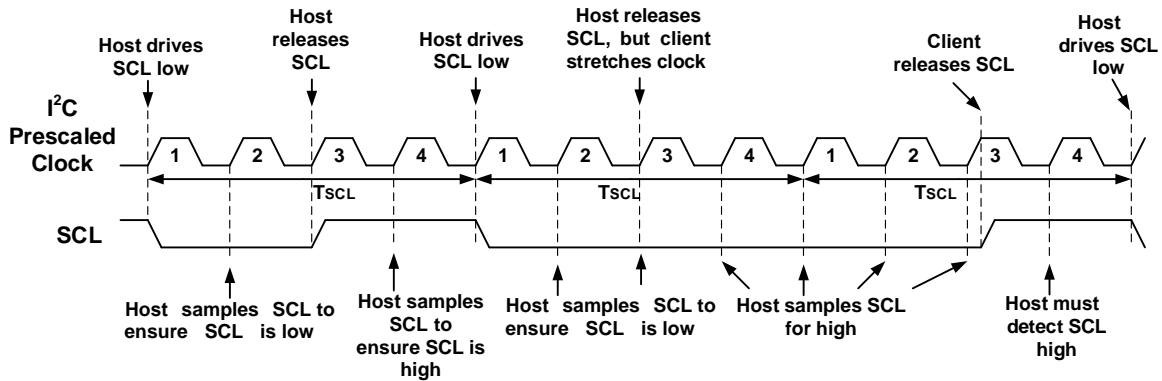 Host drives
SCL low
Host
releases
SCL
Host drives
SCL low
Host releases
SCL, but client
stretches clock
Client
releases SCL
Host
drives SCL
low
I2C
Prescaled
Clock
1 2 3 4 1 2 3 4 1 2 3 4
TSCL TSCL TSCL
SCL
Host samples SCL to
ensure SCL is low
Host samples
SCL to
ensure SCL is
high
Host samples SCL to
ensure SCL is low
Host samples SCL
for high
Host must
detect SCL
high